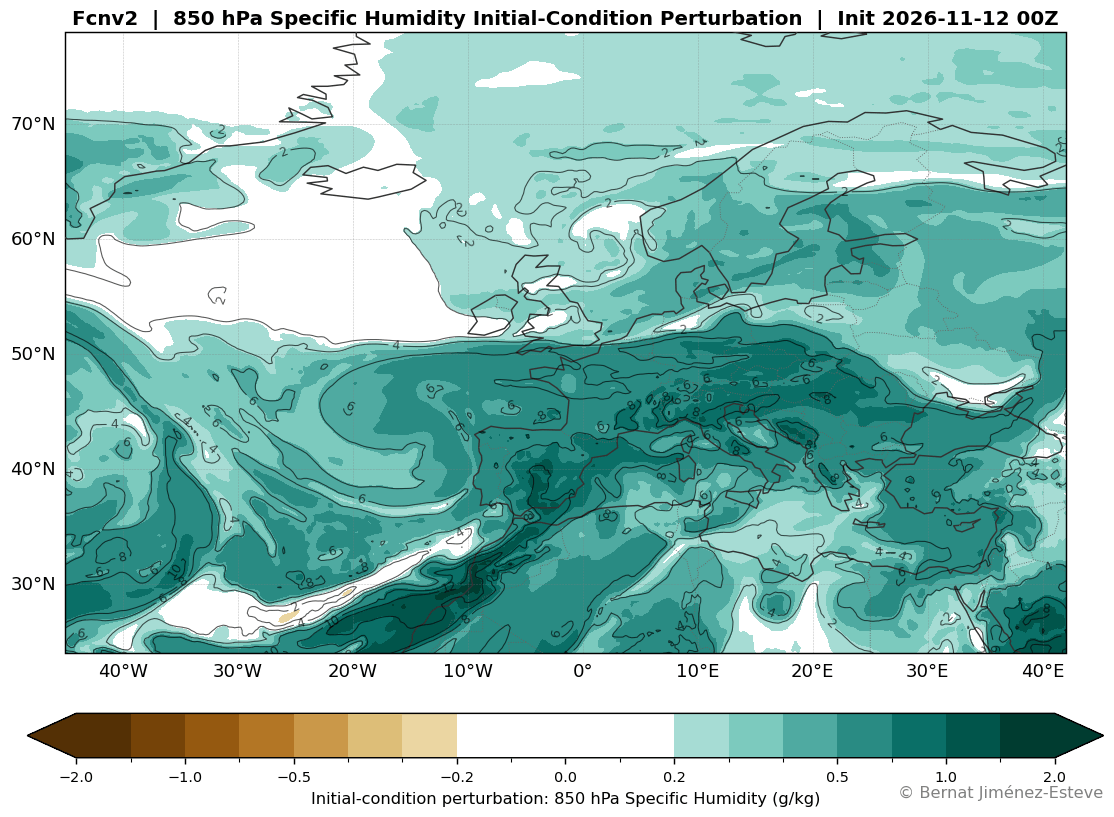 Fcnv2 | 850 hPa Specific Humidity Initial-Condition Perturbation | Init 2026-11-12 00Z
70°N
60°N
50°N
40°N
30°N
40°W 30°W 20°W 10°W 0° 10°E 20°E 30°E 40°E
−2.0 −1.0 −0.5 −0.2 0.0 0.2 0.5 1.0 2.0
Initial-condition perturbation: 850 hPa Specific Humidity (g/kg)
© Bernat Jiménez-Esteve